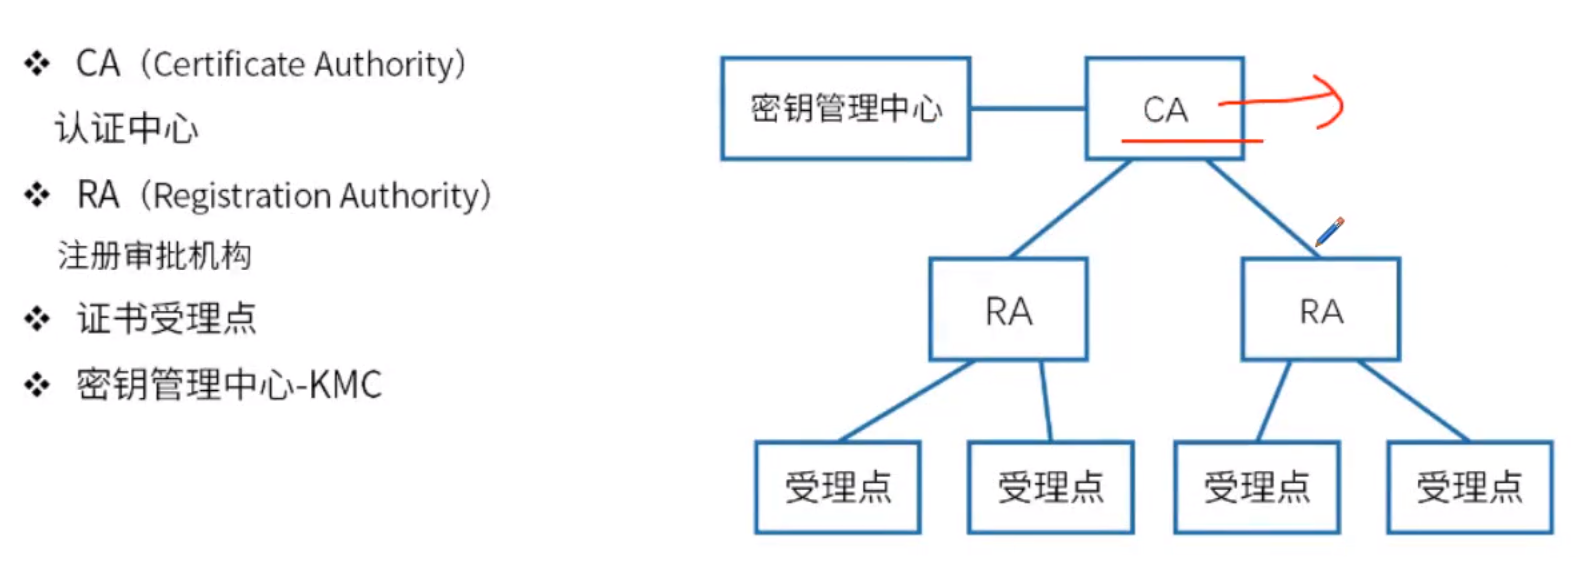 ❖ CA（Certificate Authority）
认证中心
❖ RA（Registration Authority）
注册审批机构
❖ 证书受理点
❖ 密钥管理中心-KMC
密钥管理中心
CA
RA
RA
受理点
受理点
受理点
受理点